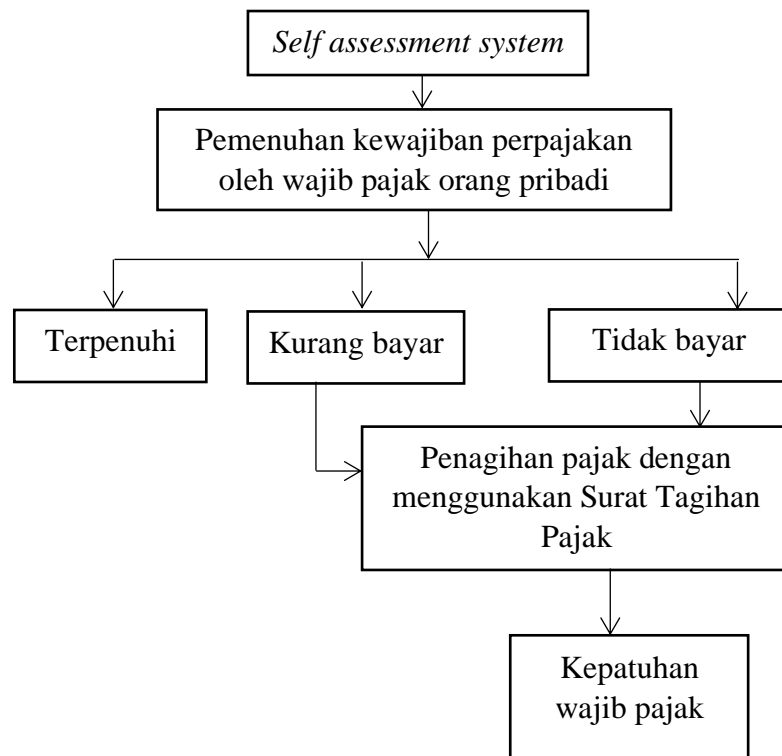 Self assessment system
Pemenuhan kewajiban perpajakan
oleh wajib pajak orang pribadi
Terpenuhi
Kurang bayar
Tidak bayar
Penagihan pajak dengan
menggunakan Surat Tagihan
Pajak
Kepatuhan
wajib pajak